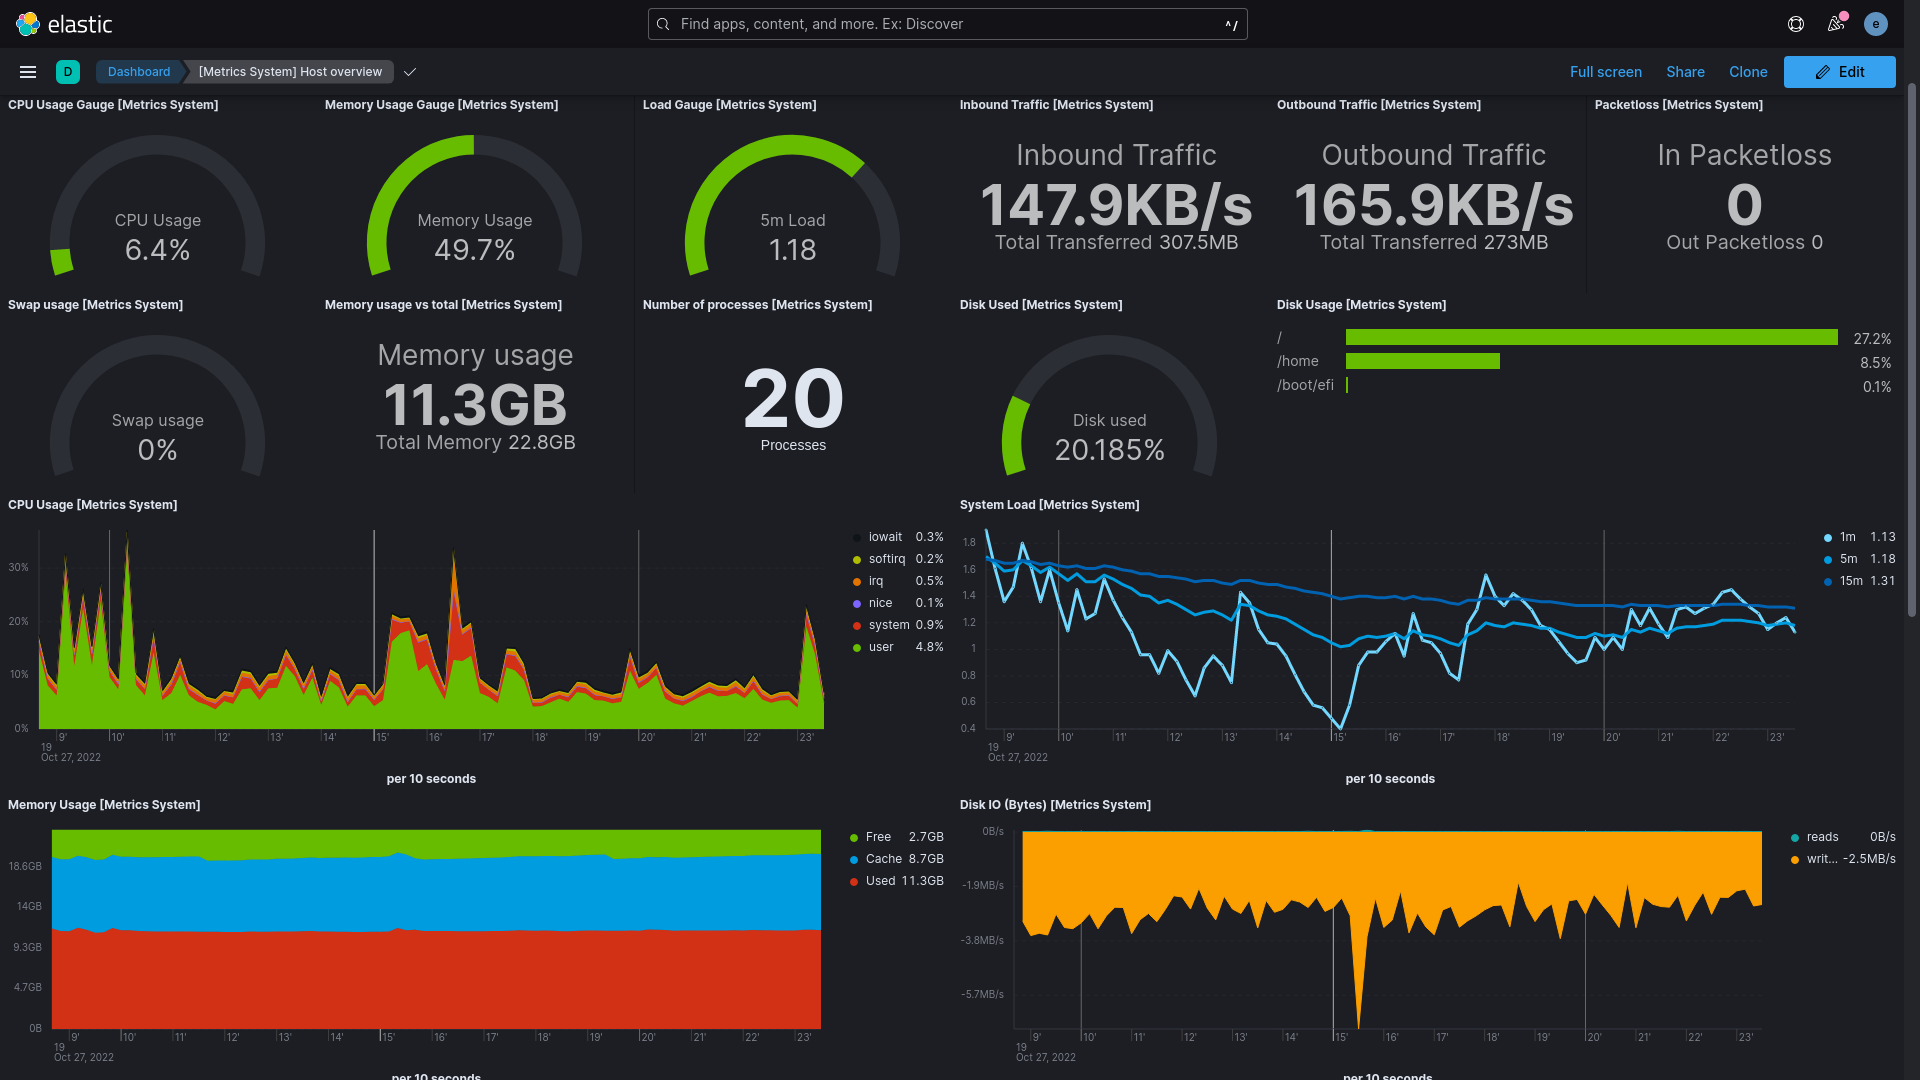 elastic
Find apps, content, and more. Ex: Discover
^/
e
D
Dashboard
[Metrics System] Host overview
Full screen
Share
Clone
Edit
CPU Usage Gauge [Metrics System]
CPU Usage
6.4%
Memory Usage Gauge [Metrics System]
Memory Usage
49.7%
Load Gauge [Metrics System]
5m Load
1.18
Inbound Traffic [Metrics System]
Inbound Traffic
147.9KB/s
Total Transferred 307.5MB
Outbound Traffic [Metrics System]
Outbound Traffic
165.9KB/s
Total Transferred 273MB
Packetloss [Metrics System]
In Packetloss
0
Out Packetloss 0
Swap usage [Metrics System]
Swap usage
0%
Memory usage vs total [Metrics System]
Memory usage
11.3GB
Total Memory 22.8GB
Number of processes [Metrics System]
20
Processes
Disk Used [Metrics System]
Disk used
20.185%
Disk Usage [Metrics System]
/ 27.2%
/home 8.5%
/boot/efi 0.1%
CPU Usage [Metrics System]
30%
20%
10%
0%
9' 10' 11' 12' 13' 14' 15' 16' 17' 18' 19' 20' 21' 22' 23'
19
Oct 27, 2022
per 10 seconds
iowait 0.3%
softirq 0.2%
irq 0.5%
nice 0.1%
system 0.9%
user 4.8%
System Load [Metrics System]
1.8
1.6
1.4
1.2
1
0.8
0.6
0.4
9' 10' 11' 12' 13' 14' 15' 16' 17' 18' 19' 20' 21' 22' 23'
19
Oct 27, 2022
per 10 seconds
1m 1.13
5m 1.18
15m 1.31
Memory Usage [Metrics System]
18.6GB
14GB
9.3GB
4.7GB
0B
9' 10' 11' 12' 13' 14' 15' 16' 17' 18' 19' 20' 21' 22' 23'
19
Oct 27, 2022
per 10 seconds
Free 2.7GB
Cache 8.7GB
Used 11.3GB
Disk IO (Bytes) [Metrics System]
0B/s
-1.9MB/s
-3.8MB/s
-5.7MB/s
9' 10' 11' 12' 13' 14' 15' 16' 17' 18' 19' 20' 21' 22' 23'
19
Oct 27, 2022
per 10 seconds
reads 0B/s
writ... -2.5MB/s